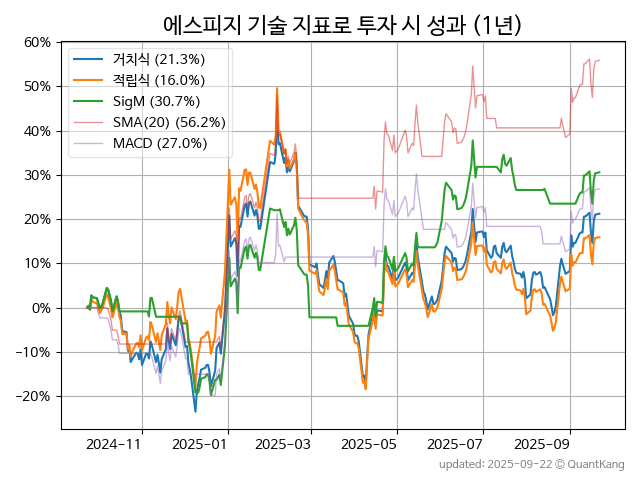 에스피지 기술 지표로 투자 시 성과 (1년)
60%
50%
40%
30%
20%
10%
0%
−10%
−20%
거치식 (21.3%)
적립식 (16.0%)
SigM (30.7%)
SMA(20) (56.2%)
MACD (27.0%)
2024-11
2025-01
2025-03
2025-05
2025-07
2025-09
updated: 2025-09-22 © QuantKang